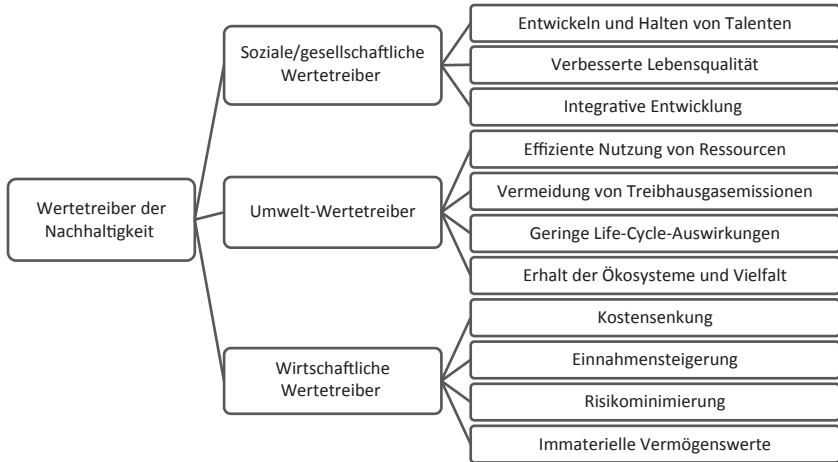 Wertetreiber der
Nachhaltigkeit
Soziale/gesellschaftliche
Wertetreiber
Entwickeln und Halten von Talenten
Verbesserte Lebensqualität
Integrative Entwicklung
Umwelt-Wertetreiber
Effiziente Nutzung von Ressourcen
Vermeidung von Treibhausgasemissionen
Geringe Life-Cycle-Auswirkungen
Erhalt der Ökosysteme und Vielfalt
Wirtschaftliche
Wertetreiber
Kostensenkung
Einnahmensteigerung
Risikominimierung
Immaterielle Vermögenswerte